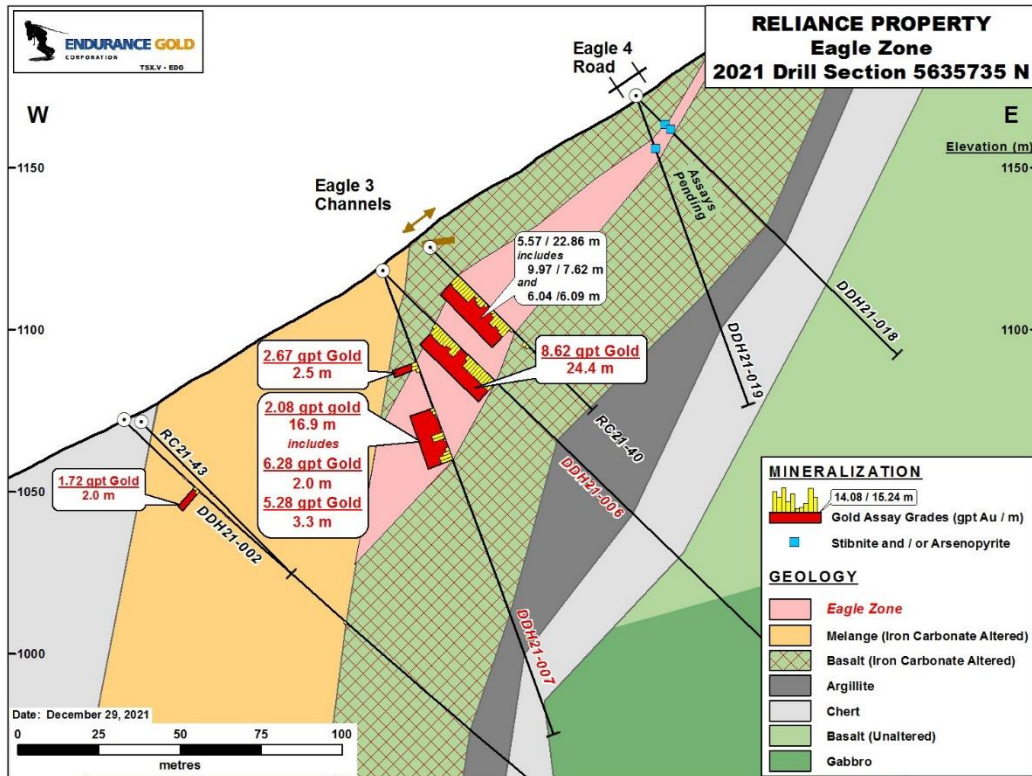 ENDURANCE GOLD
CORPORATION
TSX.V - EDG
RELIANCE PROPERTY
Eagle Zone
2021 Drill Section 5635735 N
Eagle 4
Road
W
E
Elevation (m)
1150
1150
Assays
Pending
Eagle 3
Channels
5.57 / 22.86 m
includes
9.97 / 7.62 m
and
6.04 /6.09 m
1100
1100
DDH21-018
DDH21-019
2.67 gpt Gold
2.5 m
8.62 gpt Gold
24.4 m
2.08 gpt gold
16.9 m
includes
6.28 gpt Gold
2.0 m
5.28 gpt Gold
3.3 m
RC21-40
RC21-43
1050
1.72 gpt Gold
2.0 m
DDH21-002
DDH21-006
DDH21-007
1000
MINERALIZATION
14.08 / 15.24 m
Gold Assay Grades (gpt Au / m)
Stibnite and / or Arsenopyrite
GEOLOGY
Eagle Zone
Melange (Iron Carbonate Altered)
Basalt (Iron Carbonate Altered)
Argillite
Chert
Basalt (Unaltered)
Gabbro
Date: December 29, 2021
0 20 40 60 80 100
metres